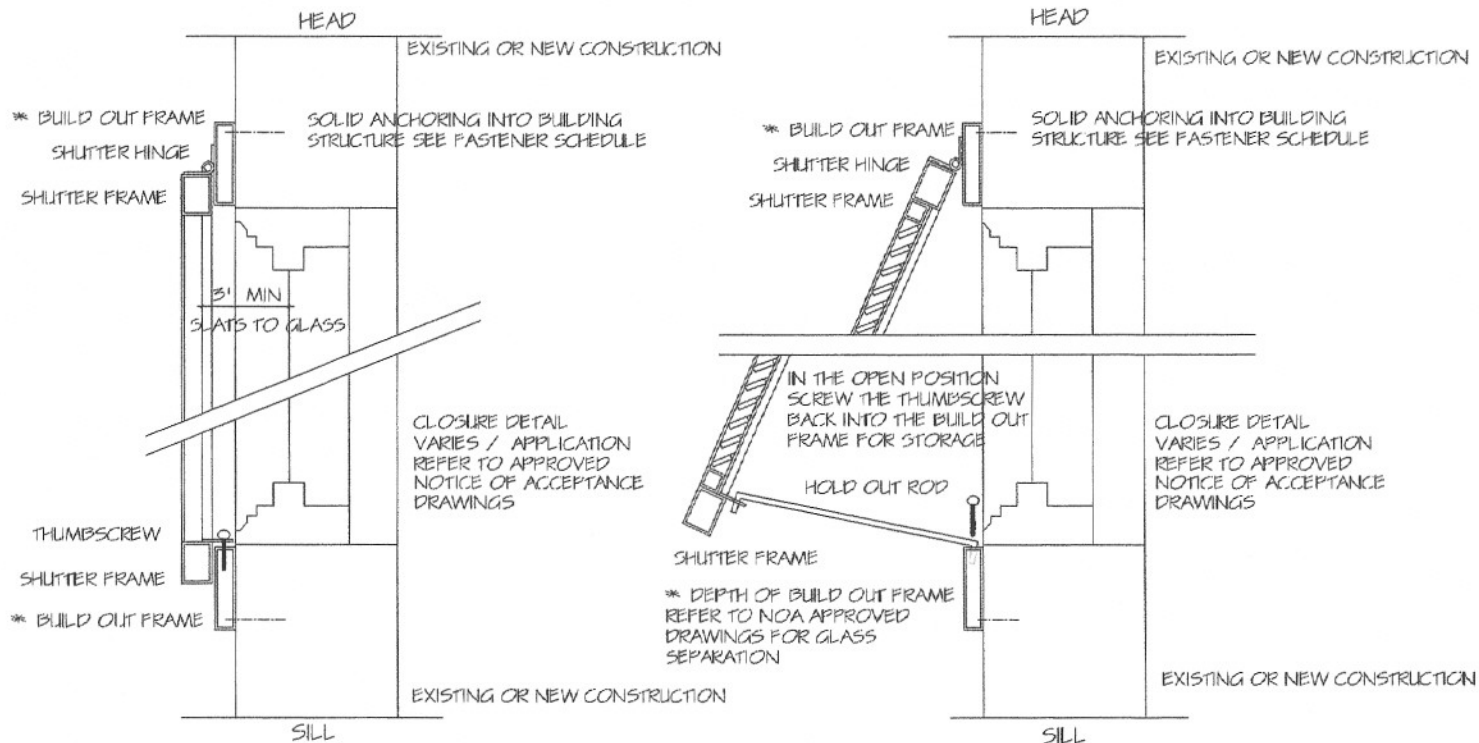 HEAD
EXISTING OR NEW CONSTRUCTION
* BUILD OUT FRAME
SOLID ANCHORING INTO BUILDING
STRUCTURE SEE FASTENER SCHEDULE
SHUTTER HINGE
SHUTTER FRAME
3' MIN
SLATS TO GLASS
CLOSURE DETAIL
VARIES / APPLICATION
REFER TO APPROVED
NOTICE OF ACCEPTANCE
DRAWINGS
THUMBSCREW
SHUTTER FRAME
* BUILD OUT FRAME
EXISTING OR NEW CONSTRUCTION
SILL
HEAD
EXISTING OR NEW CONSTRUCTION
* BUILD OUT FRAME
SOLID ANCHORING INTO BUILDING
STRUCTURE SEE FASTENER SCHEDULE
SHUTTER HINGE
SHUTTER FRAME
IN THE OPEN POSITION
SCREW THE THUMBSCREW
BACK INTO THE BUILD OUT
FRAME FOR STORAGE
CLOSURE DETAIL
VARIES / APPLICATION
REFER TO APPROVED
NOTICE OF ACCEPTANCE
DRAWINGS
HOLD OUT ROD
SHUTTER FRAME
* DEPTH OF BUILD OUT FRAME
REFER TO NOA APPROVED
DRAWINGS FOR GLASS
SEPARATION
EXISTING OR NEW CONSTRUCTION
SILL